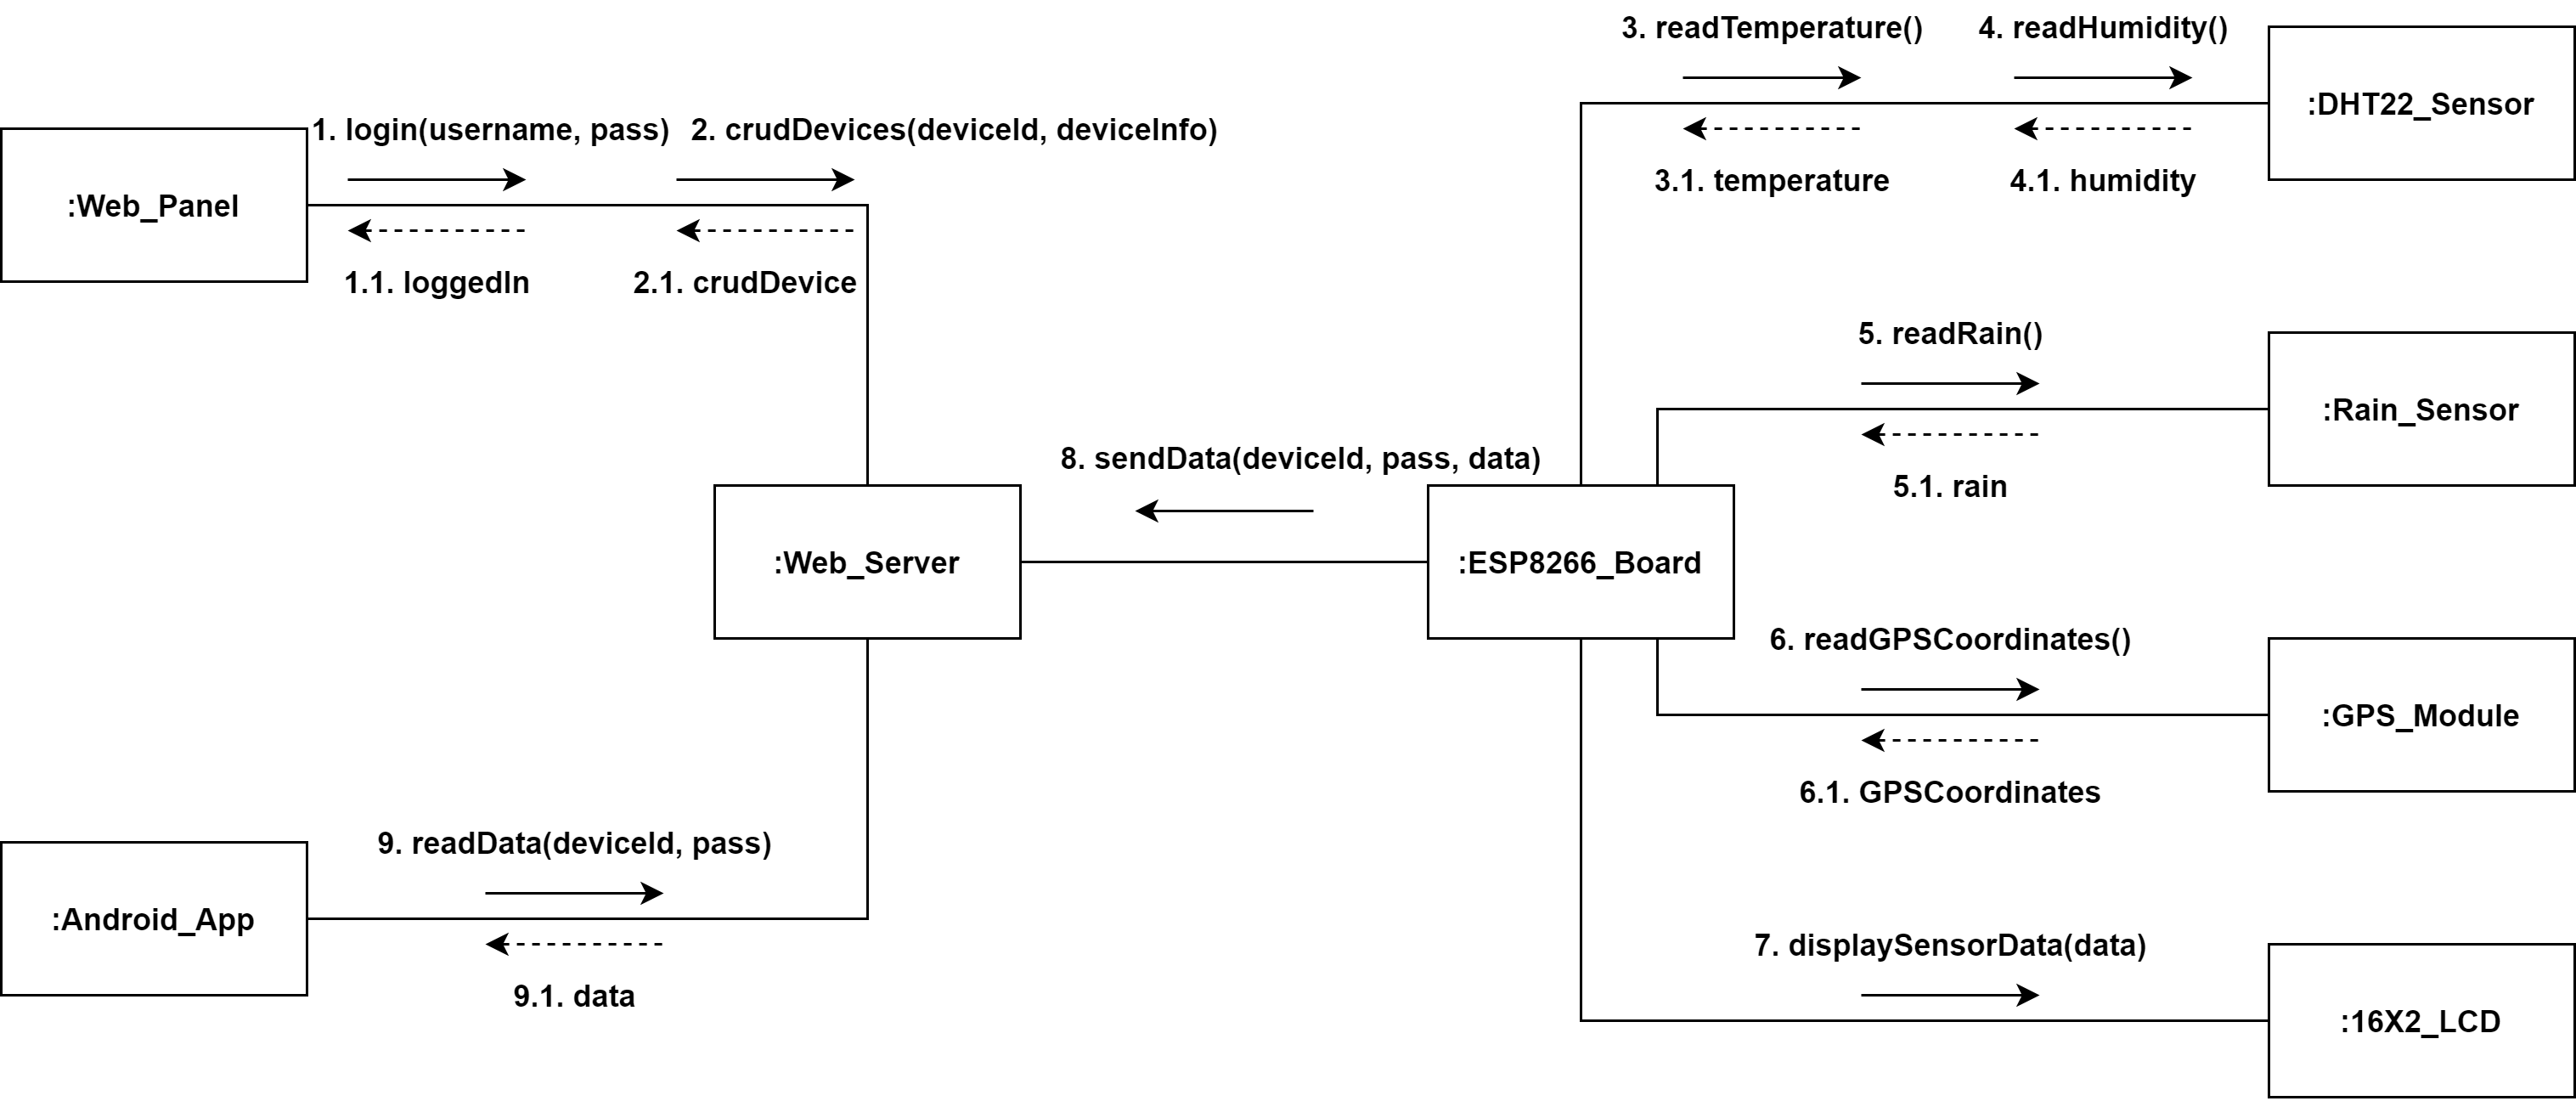 3. readTemperature()
4. readHumidity()
:DHT22_Sensor
1. login(username, pass)
2. crudDevices(deviceId, deviceInfo)
3.1. temperature
4.1. humidity
:Web_Panel
1.1. loggedIn
2.1. crudDevice
5. readRain()
:Rain_Sensor
8. sendData(deviceId, pass, data)
5.1. rain
:Web_Server
:ESP8266_Board
6. readGPSCoordinates()
:GPS_Module
6.1. GPSCoordinates
9. readData(deviceId, pass)
:Android_App
7. displaySensorData(data)
9.1. data
:16X2_LCD